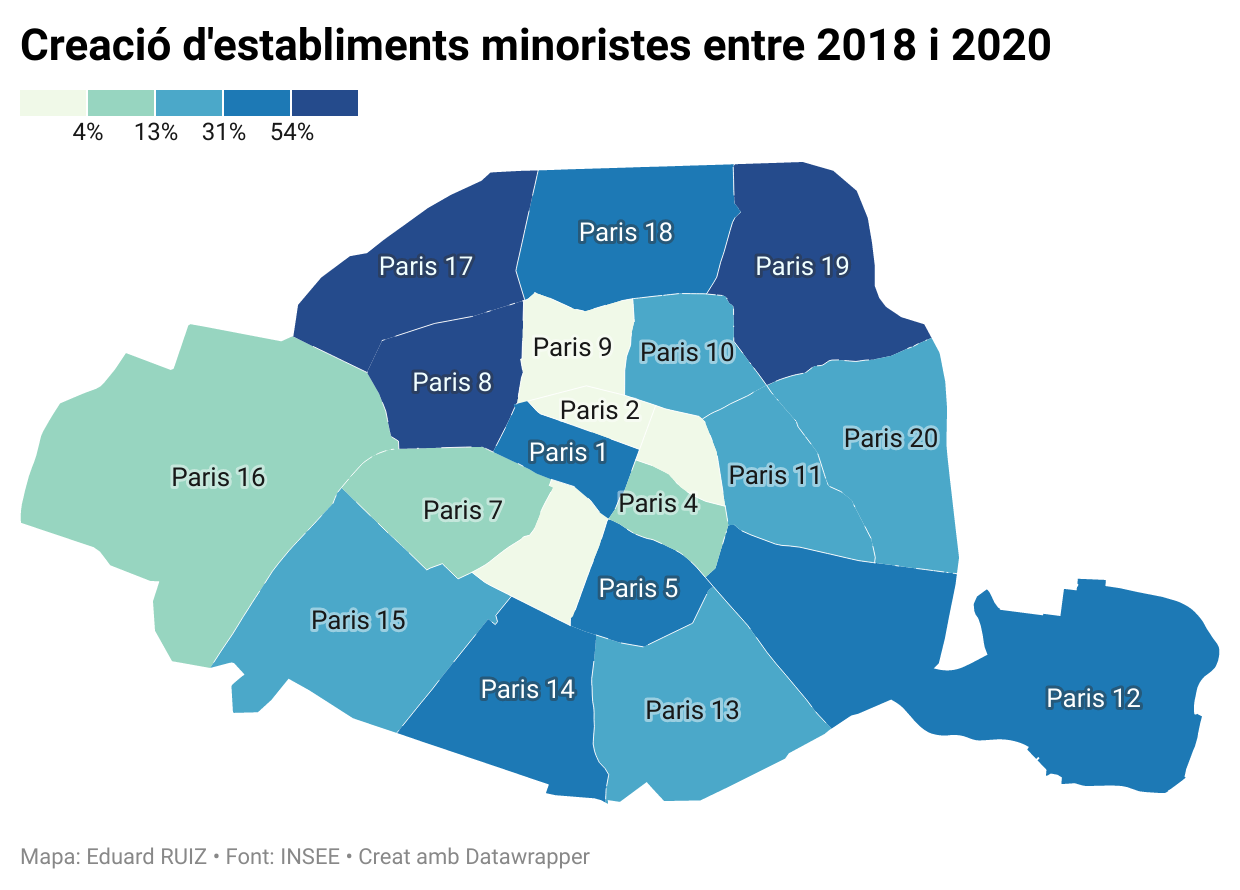 Creació d'establiments minoristes entre 2018 i 2020
4% 13% 31% 54%
Paris 18
Paris 17
Paris 19
Paris 9
Paris 10
Paris 8
Paris 2
Paris 20
Paris 1
Paris 16
Paris 11
Paris 4
Paris 7
Paris 5
Paris 15
Paris 14
Paris 12
Paris 13
Mapa: Eduard RUIZ • Font: INSEE • Creat amb Datawrapper